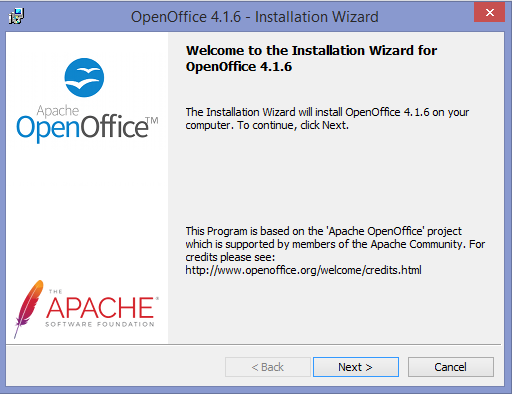 OpenOffice 4.1.6 - Installation Wizard
Welcome to the Installation Wizard for
OpenOffice 4.1.6
Apache
OpenOffice™
The Installation Wizard will install OpenOffice 4.1.6 on your
computer. To continue, click Next.
This Program is based on the 'Apache OpenOffice' project
which is supported by members of the Apache Community. For
credits please see:
http://www.openoffice.org/welcome/credits.html
THE
APACHE®
SOFTWARE FOUNDATION
< Back
Next >
Cancel